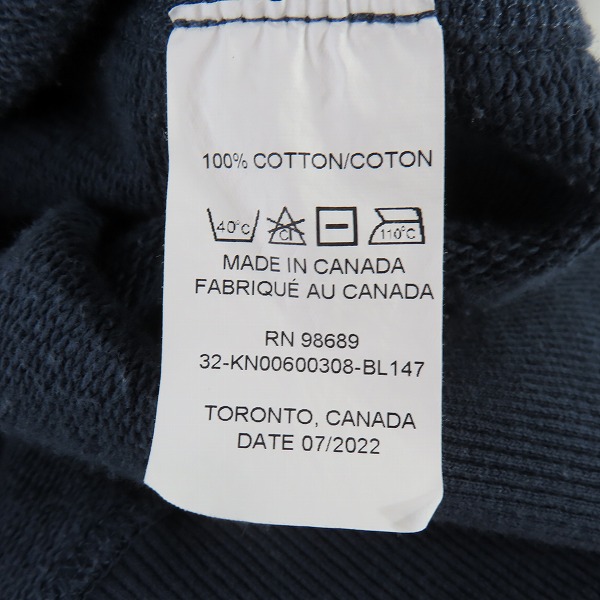 100% COTTON/COTON
40°C Cl 110°C
MADE IN CANADA
FABRIQUÉ AU CANADA
RN 98689
32-KN00600308-BL147
TORONTO, CANADA
DATE 07/2022